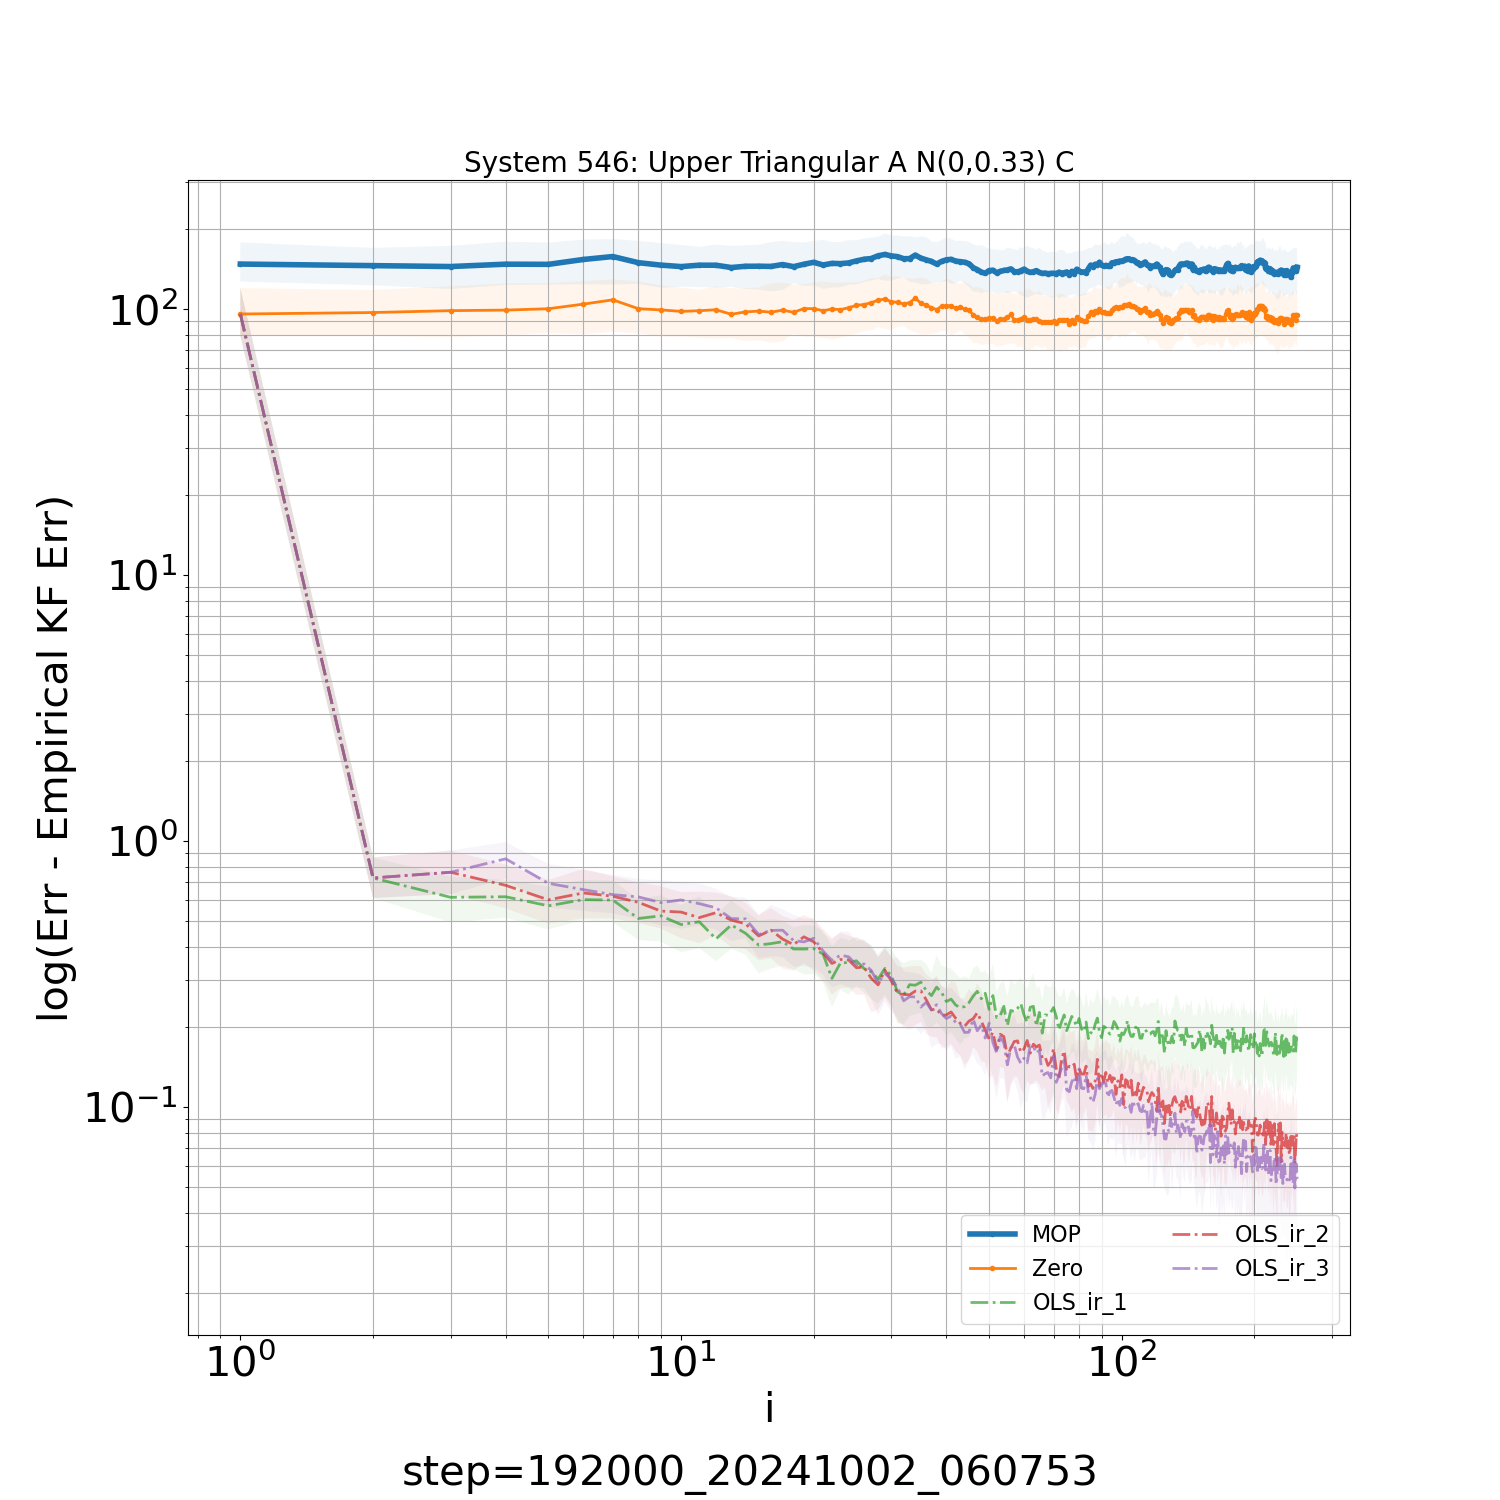 System 546: Upper Triangular A N(0,0.33) C
log(Err - Empirical KF Err)
10²
10¹
10⁰
10⁻¹
MOP
Zero
OLS_ir_1
OLS_ir_2
OLS_ir_3
10⁰ 10¹ 10²
i
step=192000_20241002_060753